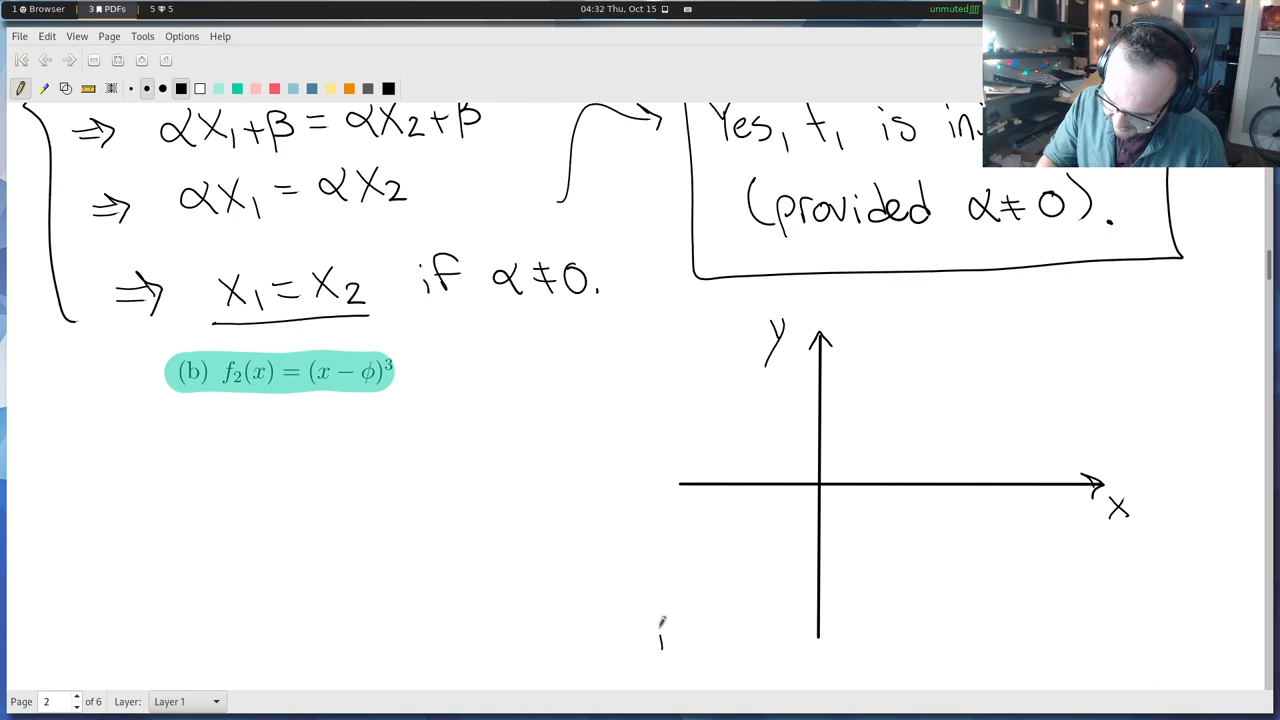 1 Browser 3 PDFs 5 5 04:32 Thu, Oct 15 unmuted
File Edit View Page Tools Options Help
⇒ αx₁+β = αx₂+β
⇒ αx₁ = αx₂
⇒ x₁ = x₂ if α≠0.
Yes, f₁ is inj
(provided α≠0).
(b) f₂(x) = (x − φ)³
y
x
Page 2 of 6 Layer: Layer 1